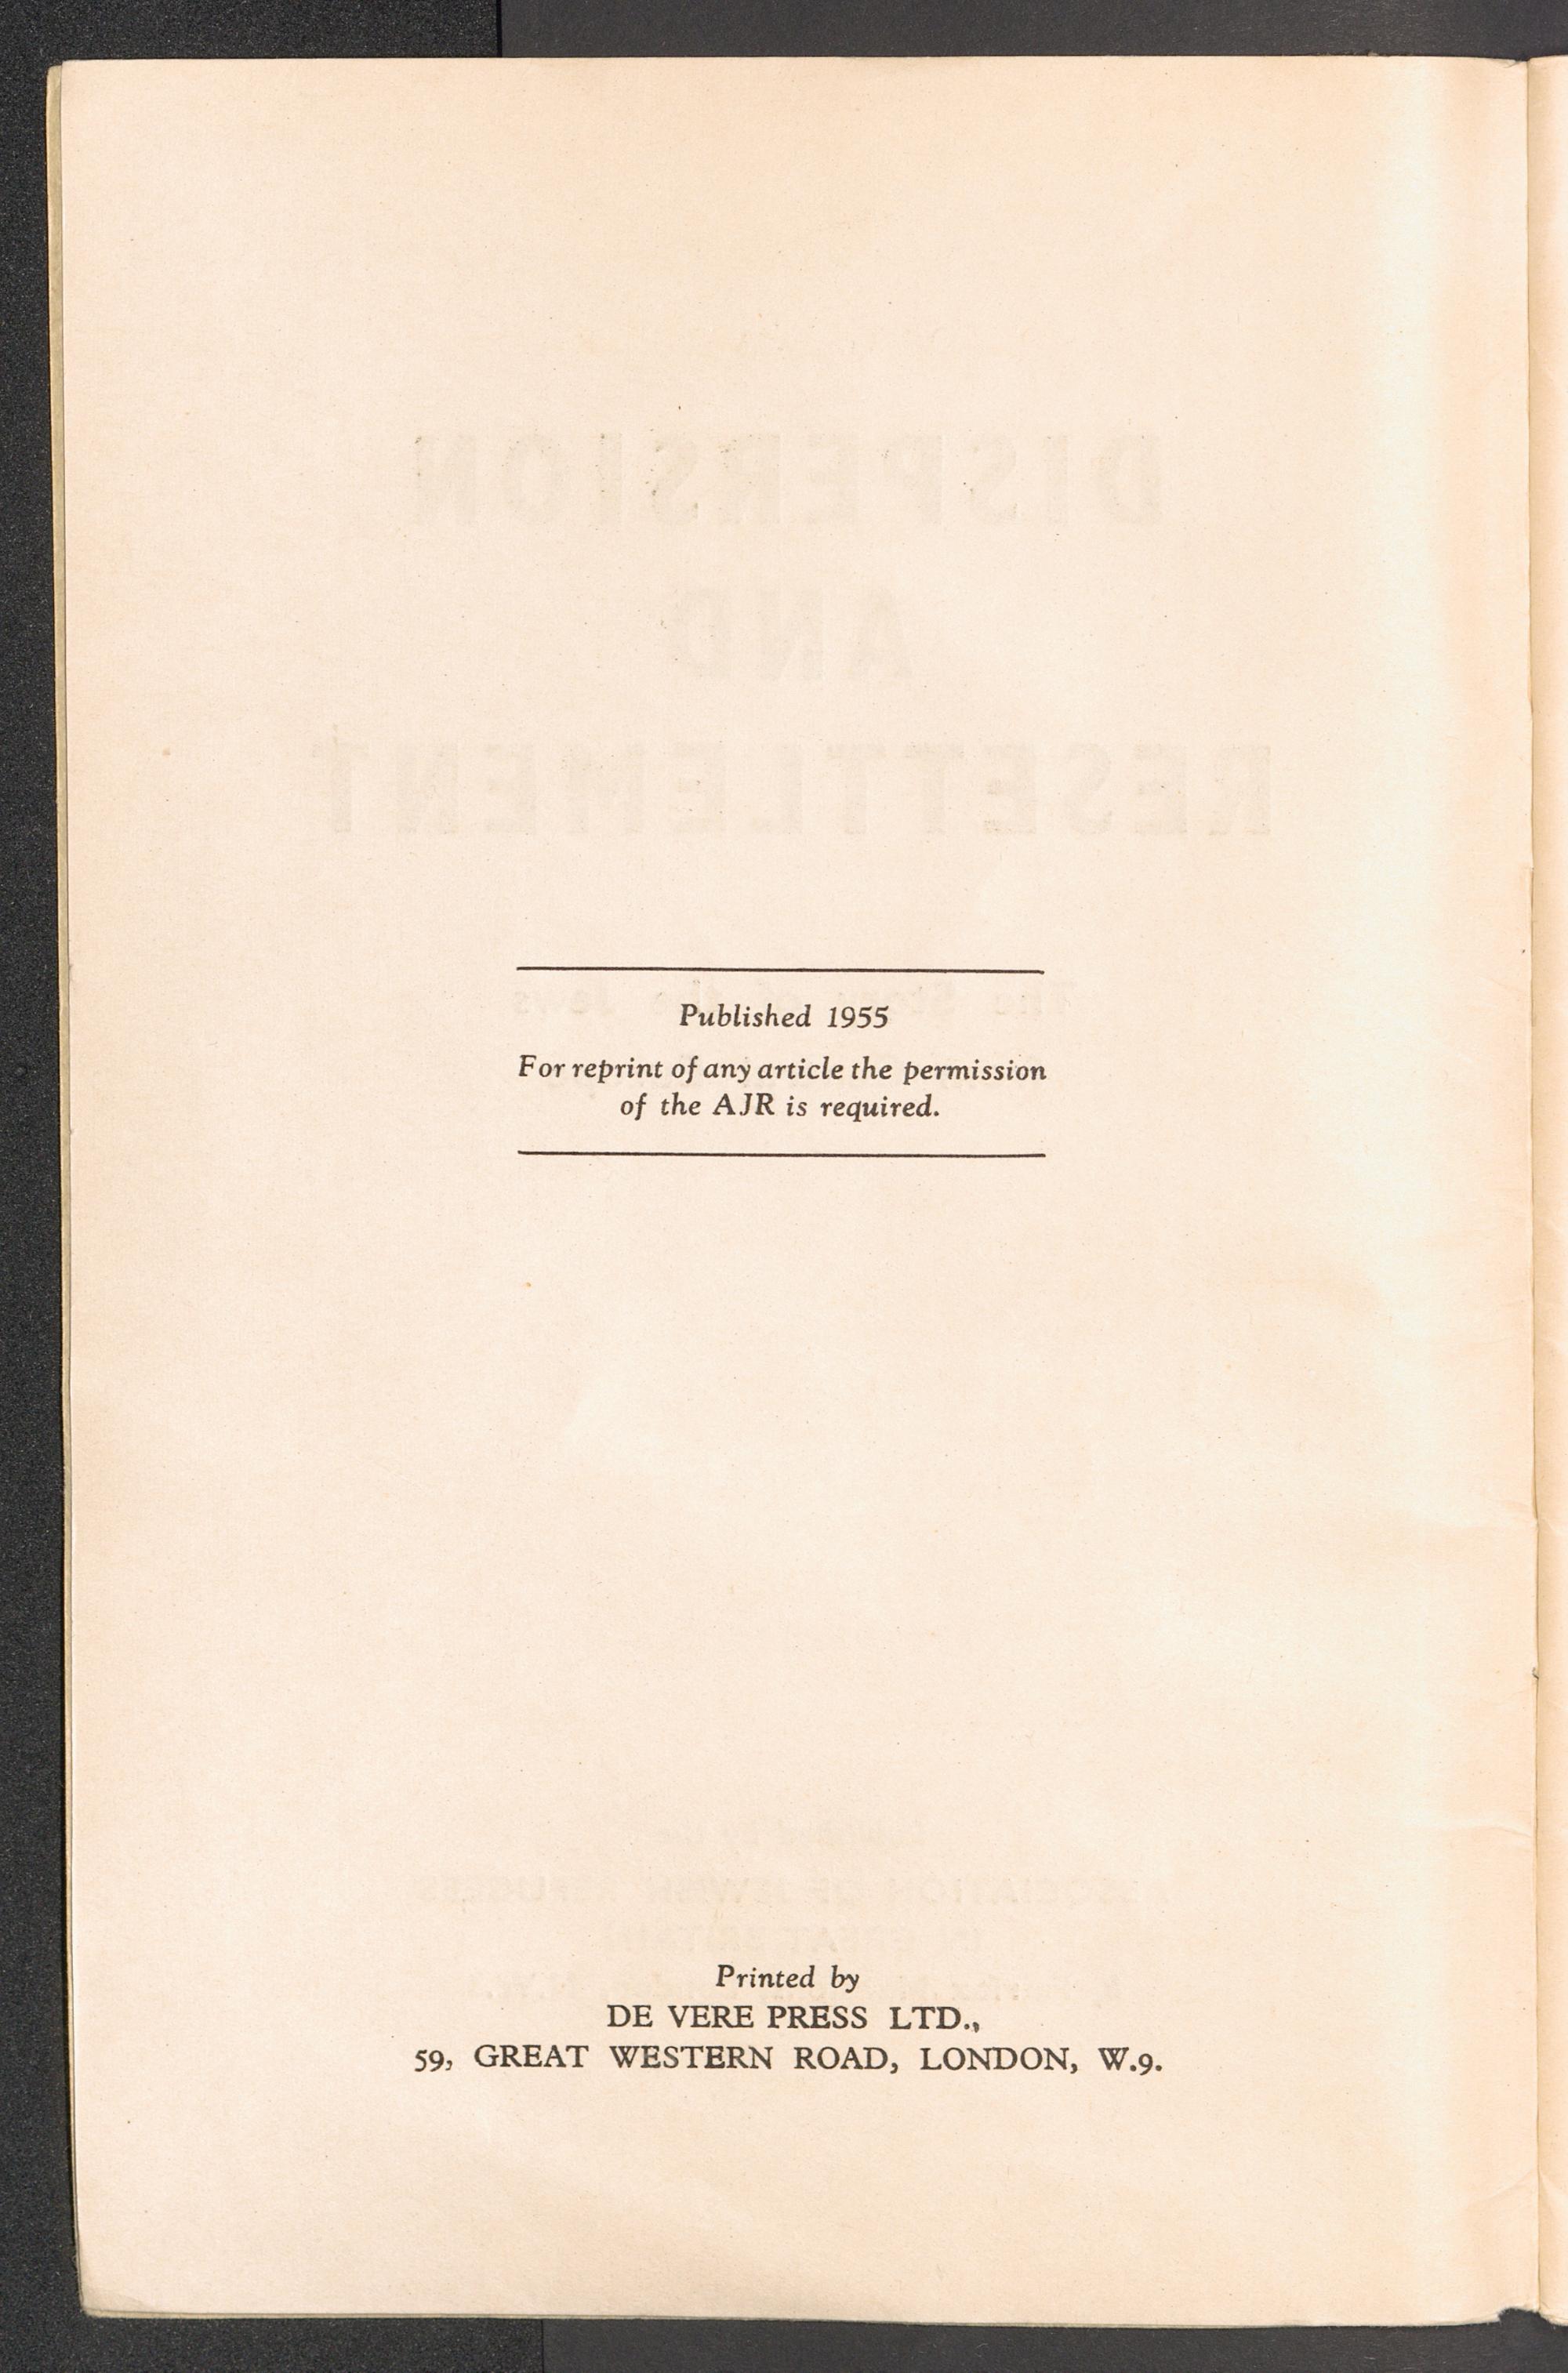 Published 1955
For reprint of any article the permission
of the AJR is required.
Printed by
DE VERE PRESS LTD.,
59, GREAT WESTERN ROAD, LONDON, W.9.